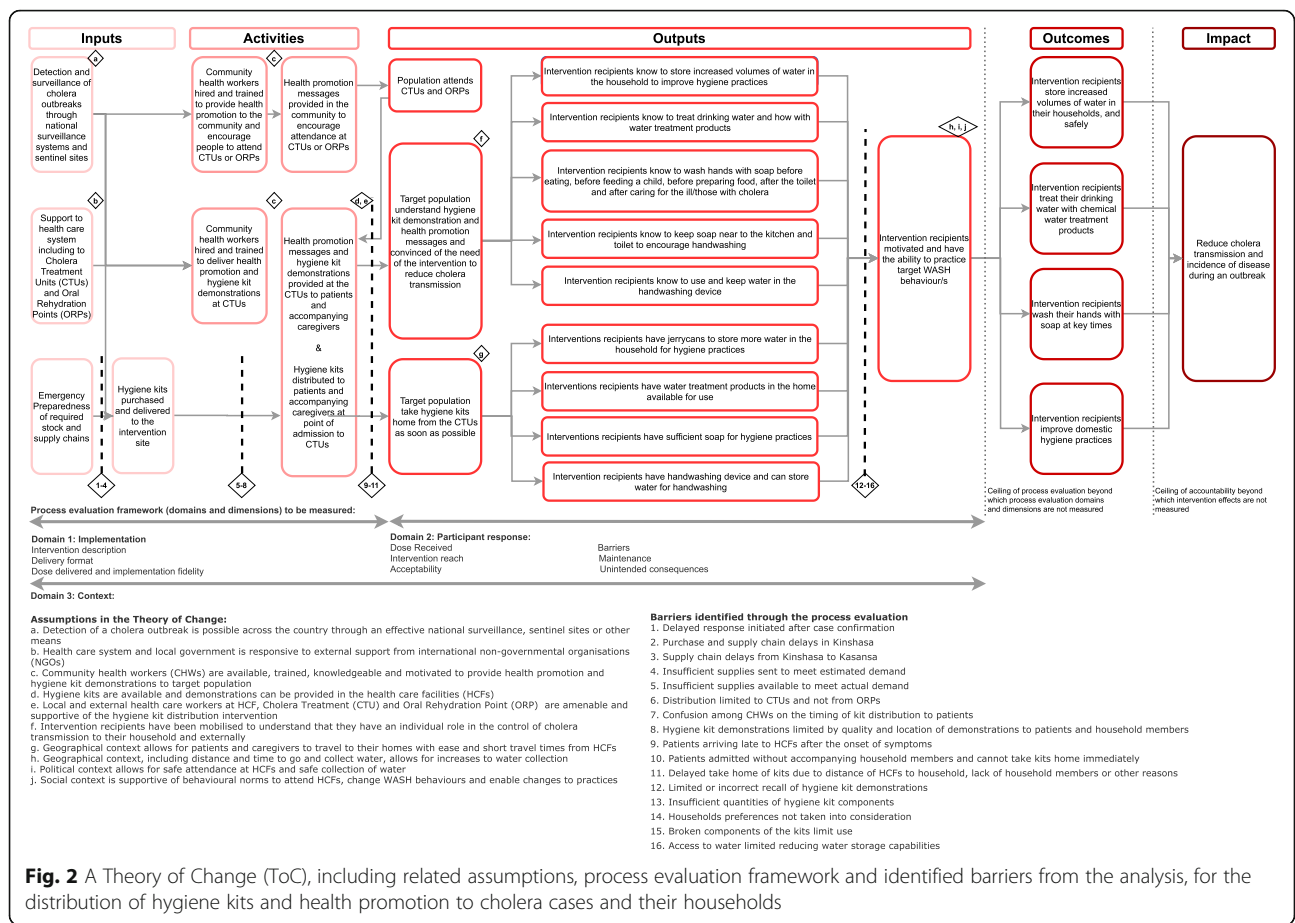 Inputs
Activities
Outputs
Outcomes
Impact
a
Detection and
surveillance of
cholera
outbreaks
through
national
surveillance
systems and
sentinel sites
b
Support to
health care
system
including to
Cholera
Treatment
Units (CTUs)
and Oral
Rehydration
Points (ORPs)
Emergency
Preparedness
of required
stock and
supply chains
1-4
Hygiene kits
purchased
and delivered
to the
intervention
site
c
Community
health workers
hired and trained
to provide health
promotion to the
community and
encourage
people to attend
CTUs or ORPs
Health promotion
messages
provided in the
community to
encourage
attendance at
CTUs or ORPs
c
Community
health workers
hired and trained
to deliver health
promotion and
hygiene kit
demonstrations
at CTUs
5-8
d, e
Health promotion
messages and
hygiene kit
demonstrations
provided at the
CTUs to patients
and
accompanying
caregivers
&
Hygiene kits
distributed to
patients and
accompanying
caregivers at
point of
admission to
CTUs
9-11
Population attends
CTUs and ORPs
f
Target population
understand hygiene
kit demonstration and
health promotion
messages and
convinced of the need
of the intervention to
reduce cholera
transmission
g
Target population
take hygiene kits
home from the CTUs
as soon as possible
Intervention recipients know to store increased volumes of water in
the household to improve hygiene practices
Intervention recipients know to treat drinking water and how with
water treatment products
Intervention recipients know to wash hands with soap before
eating, before feeding a child, before preparing food, after the toilet
and after caring for the ill/those with cholera
Intervention recipients know to keep soap near to the kitchen and
toilet to encourage handwashing
Intervention recipients know to use and keep water in the
handwashing device
Interventions recipients have jerrycans to store more water in the
household for hygiene practices
Interventions recipients have water treatment products in the home
available for use
Interventions recipients have sufficient soap for hygiene practices
Intervention recipients have handwashing device and can store
water for handwashing
12-16
h, i, j
Intervention recipients
motivated and have
the ability to practice
target WASH
behaviour/s
Intervention recipients
store increased
volumes of water in
their households, and
safely
Intervention recipients
treat their drinking
water with chemical
water treatment
products
Intervention recipients
wash their hands with
soap at key times
Intervention recipients
improve domestic
hygiene practices
Reduce cholera
transmission and
incidence of disease
during an outbreak
Ceiling of process evaluation beyond
which process evaluation domains
and dimensions are not measured
Ceiling of accountability beyond
which intervention effects are not
measured
Process evaluation framework (domains and dimensions) to be measured:
Domain 1: Implementation
Intervention description
Delivery format
Dose delivered and implementation fidelity
Domain 2: Participant response:
Dose Received
Intervention reach
Acceptability
Barriers
Maintenance
Unintended consequences
Domain 3: Context:
Assumptions in the Theory of Change:
a. Detection of a cholera outbreak is possible across the country through an effective national surveillance, sentinel sites or other
means
b. Health care system and local government is responsive to external support from international non-governmental organisations
(NGOs)
c. Community health workers (CHWs) are available, trained, knowledgeable and motivated to provide health promotion and
hygiene kit demonstrations to target population
d. Hygiene kits are available and demonstrations can be provided in the health care facilities (HCFs)
e. Local and external health care workers at HCF, Cholera Treatment (CTU) and Oral Rehydration Point (ORP) are amenable and
supportive of the hygiene kit distribution intervention
f. Intervention recipients have been mobilised to understand that they have an individual role in the control of cholera
transmission to their household and externally
g. Geographical context allows for patients and caregivers to travel to their homes with ease and short travel times from HCFs
h. Geographical context, including distance and time to go and collect water, allows for increases to water collection
i. Political context allows for safe attendance at HCFs and safe collection of water
j. Social context is supportive of behavioural norms to attend HCFs, change WASH behaviours and enable changes to practices
Barriers identified through the process evaluation
1. Delayed response initiated after case confirmation
2. Purchase and supply chain delays in Kinshasa
3. Supply chain delays from Kinshasa to Kasansa
4. Insufficient supplies sent to meet estimated demand
5. Insufficient supplies available to meet actual demand
6. Distribution limited to CTUs and not from ORPs
7. Confusion among CHWs on the timing of kit distribution to patients
8. Hygiene kit demonstrations limited by quality and location of demonstrations to patients and household members
9. Patients arriving late to HCFs after the onset of symptoms
10. Patients admitted without accompanying household members and cannot take kits home immediately
11. Delayed take home of kits due to distance of HCFs to household, lack of household members or other reasons
12. Limited or incorrect recall of hygiene kit demonstrations
13. Insufficient quantities of hygiene kit components
14. Households preferences not taken into consideration
15. Broken components of the kits limit use
16. Access to water limited reducing water storage capabilities
Fig. 2 A Theory of Change (ToC), including related assumptions, process evaluation framework and identified barriers from the analysis, for the
distribution of hygiene kits and health promotion to cholera cases and their households